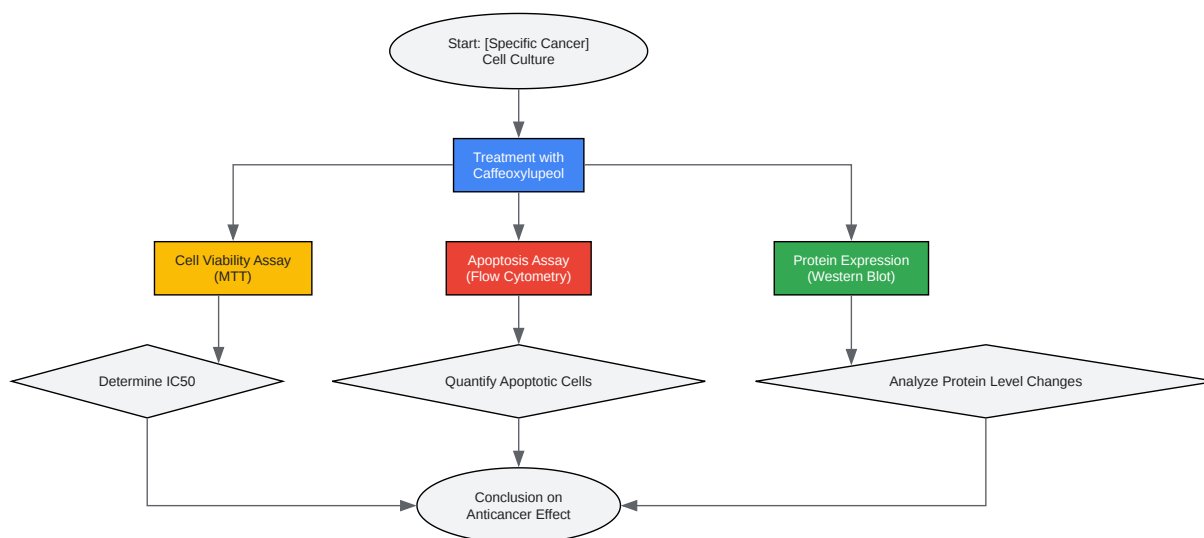 Start: [Specific Cancer]
Cell Culture
Treatment with
Caffeoxylupeol
Cell Viability Assay
(MTT)
Apoptosis Assay
(Flow Cytometry)
Protein Expression
(Western Blot)
Determine IC50
Quantify Apoptotic Cells
Analyze Protein Level Changes
Conclusion on
Anticancer Effect